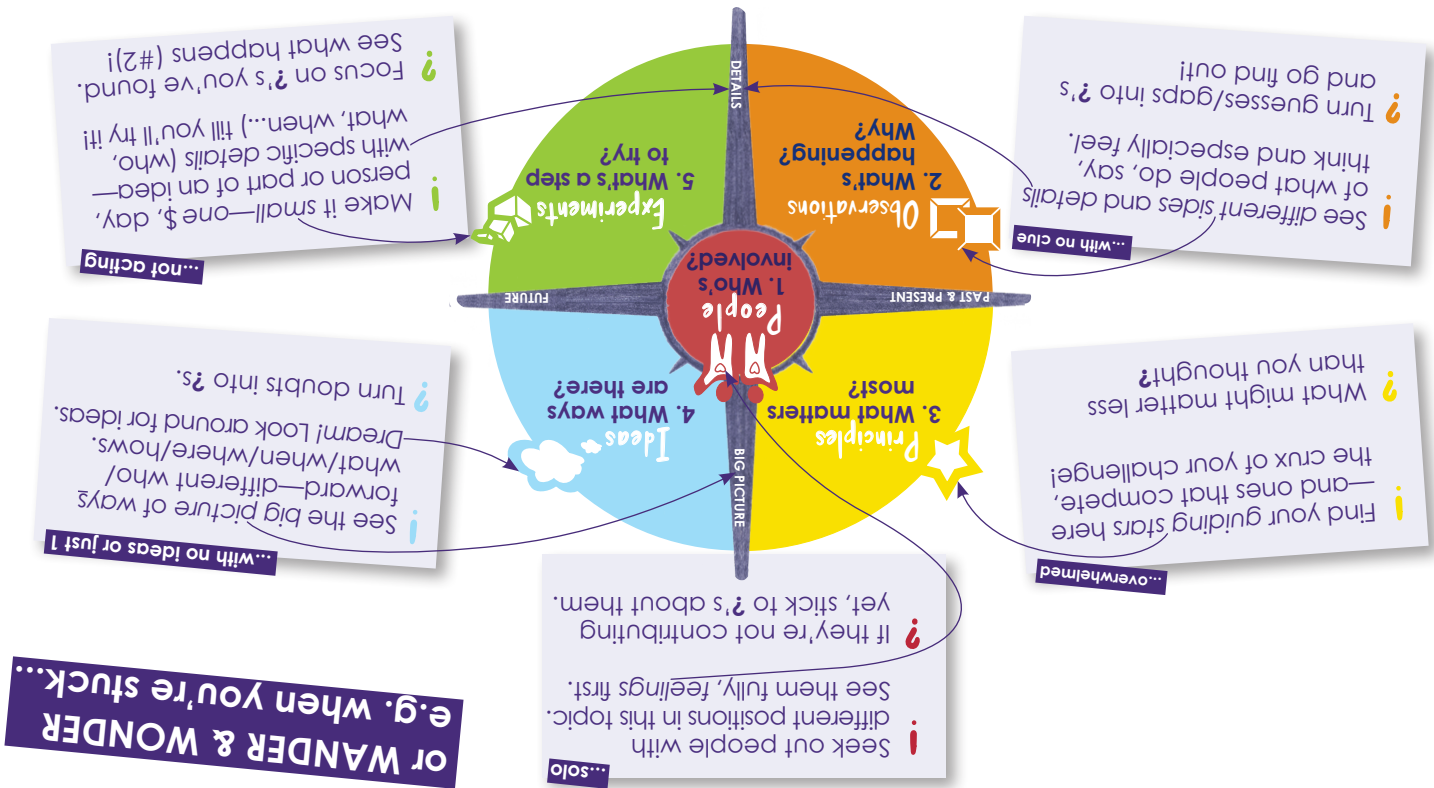 or WANDER & WONDER
e.g. when you're stuck...
...solo
! Seek out people with
different positions in this topic.
See them fully, feelings first.
? If they're not contributing
yet, stick to ?'s about them.
...overwhelmed
! Find your guiding stars here
—and ones that compete,
the crux of your challenge!
? What might matter less
than you thought?
...with no ideas or just 1
! See the big picture of ways
forward—different who/
what/when/where/hows.
Dream! Look around for ideas.
? Turn doubts into ?s.
BIG PICTURE
Principles
3. What matters
most?
Ideas
4. What ways
are there?
People
1. Who's
involved?
PAST & PRESENT
FUTURE
Observations
2. What's
happening?
Why?
Experiments
5. What's a step
to try?
DETAILS
...with no clue
! See different sides and details
of what people do, say,
think and especially feel.
? Turn guesses/gaps into ?'s
and go find out!
...not acting
! Make it small—one $, day,
person or part of an idea—
with specific details (who,
what, when...) till you'll try it!
? Focus on ?'s you've found.
See what happens (#2)!